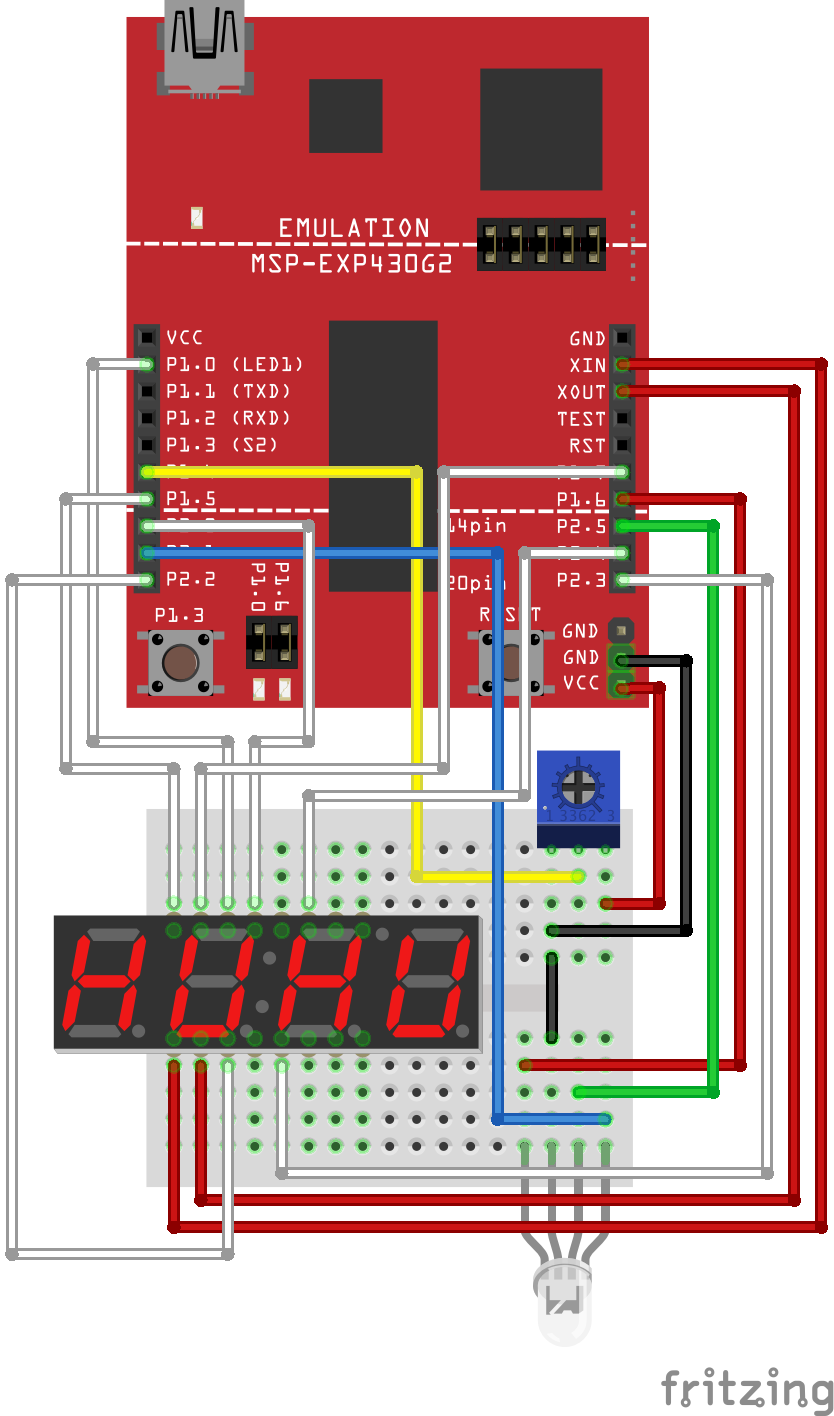 EMULATION
MSP-EXP430G2
VCC
GND
P1.0 (LED1)
XIN
P1.1 (TXD)
XOUT
P1.2 (RXD)
TEST
P1.3 (S2)
RST
P1.5
P1.6
14pin
P2.5
P2.2
20pin
P2.3
P1.0
P1.6
P1.3
GND
GND
VCC
1 3362 3
fritzing